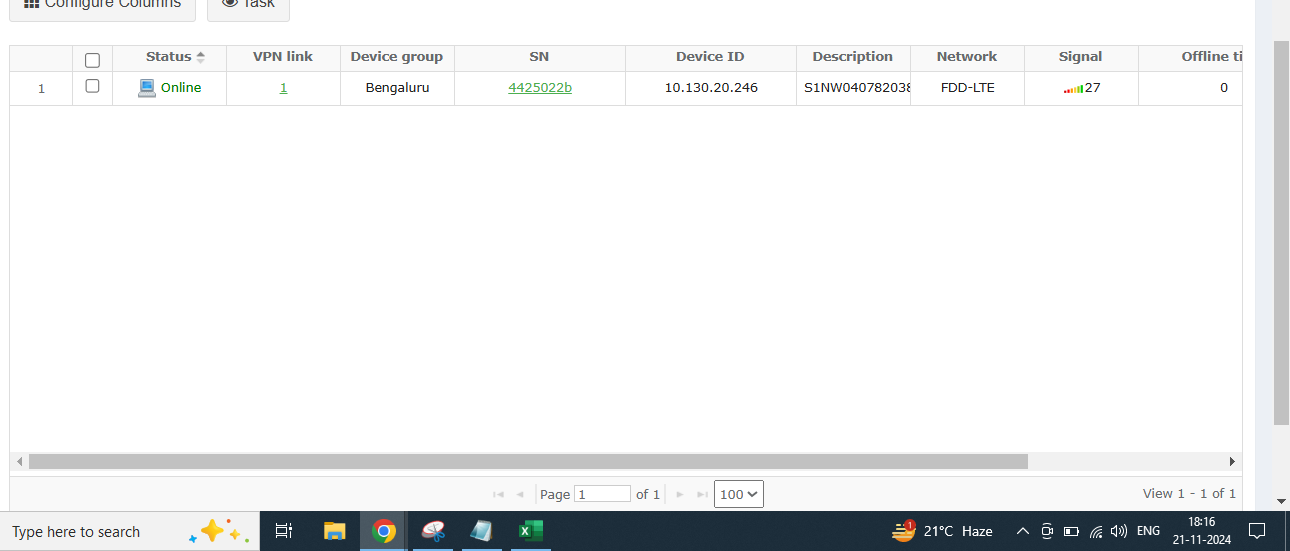 Configure Columns Task
Status VPN link Device group SN Device ID Description Network Signal Offline ti
1 Online 1 Bengaluru 4425022b 10.130.20.246 S1NW040782038 FDD-LTE 27 0
Page 1 of 1 100 View 1 - 1 of 1
Type here to search 1 21°C Haze ENG 18:16
21-11-2024